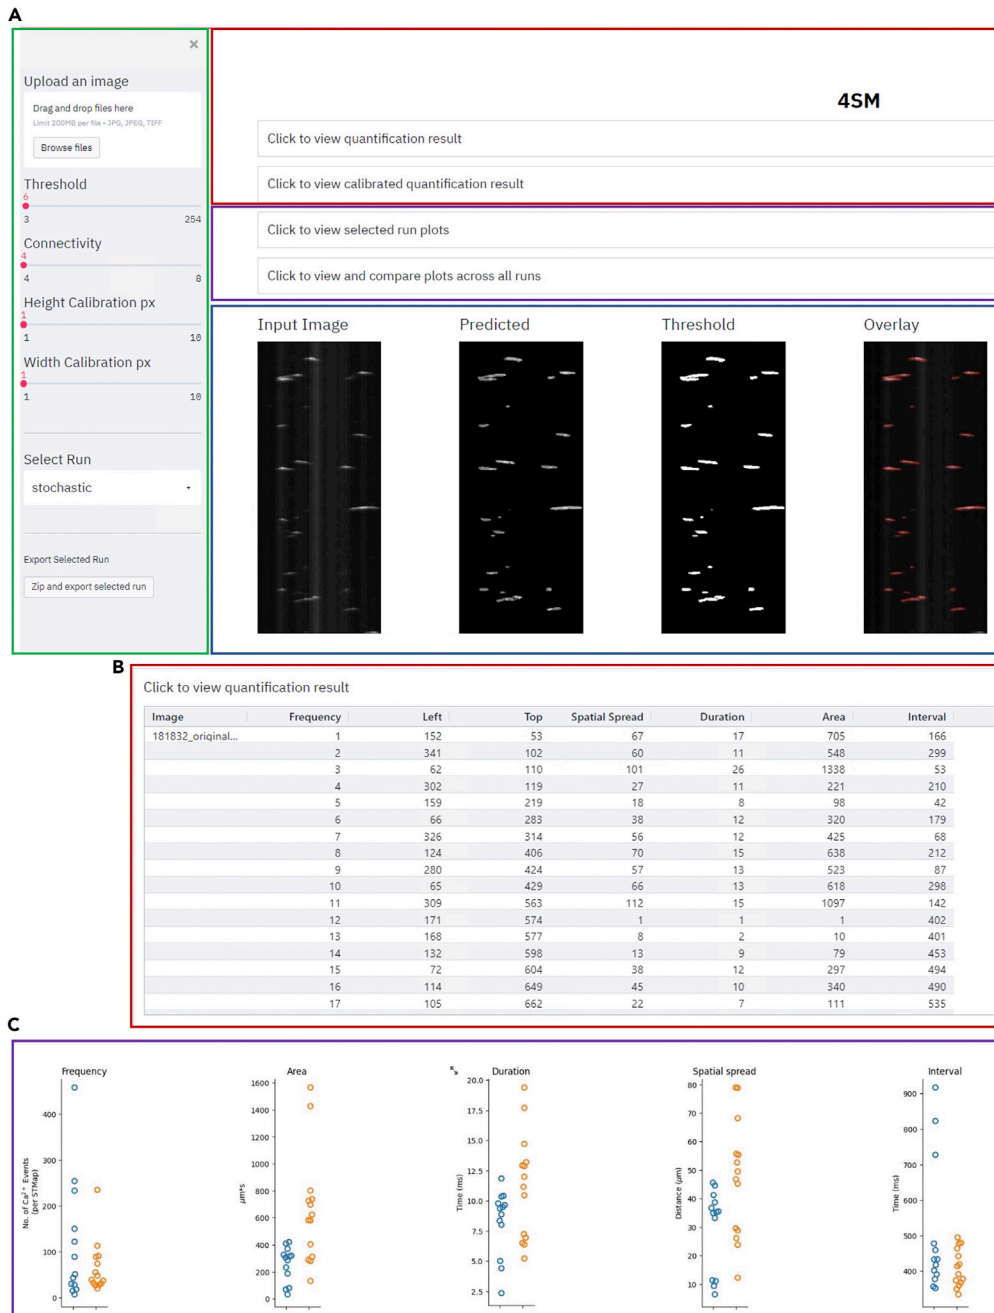 A
×
Upload an image
Drag and drop files here
Limit 200MB per file • JPG, JPEG, TIFF
Browse files
Threshold
6
3 254
Connectivity
4
4 8
Height Calibration px
1
1 10
Width Calibration px
1
1 10
Select Run
stochastic
Export Selected Run
Zip and export selected run
4SM
Click to view quantification result
Click to view calibrated quantification result
Click to view selected run plots
Click to view and compare plots across all runs
Input Image Predicted Threshold Overlay
B
Click to view quantification result
Image Frequency Left Top Spatial Spread Duration Area Interval
181832_original... 1 152 53 67 17 705 166
2 341 102 60 11 548 299
3 62 110 101 26 1338 53
4 302 119 27 11 221 210
5 159 219 18 8 98 42
6 66 283 38 12 320 179
7 326 314 56 12 425 68
8 124 406 70 15 638 212
9 280 424 57 13 523 87
10 65 429 66 13 618 298
11 309 563 112 15 1097 142
12 171 574 1 1 1 402
13 168 577 8 2 10 401
14 132 598 13 9 79 453
15 72 604 38 12 297 494
16 114 649 45 10 340 490
17 105 662 22 7 111 535
C
Frequency
No. of Ca²⁺ Events
(per STMap)
400
300
200
100
0
Area
μm*s
1600
1400
1200
1000
800
600
400
200
0
Duration
Time (ms)
20.0
17.5
15.0
12.5
10.0
7.5
5.0
2.5
Spatial spread
Distance (μm)
80
70
60
50
40
30
20
10
Interval
Time (ms)
900
800
700
600
500
400